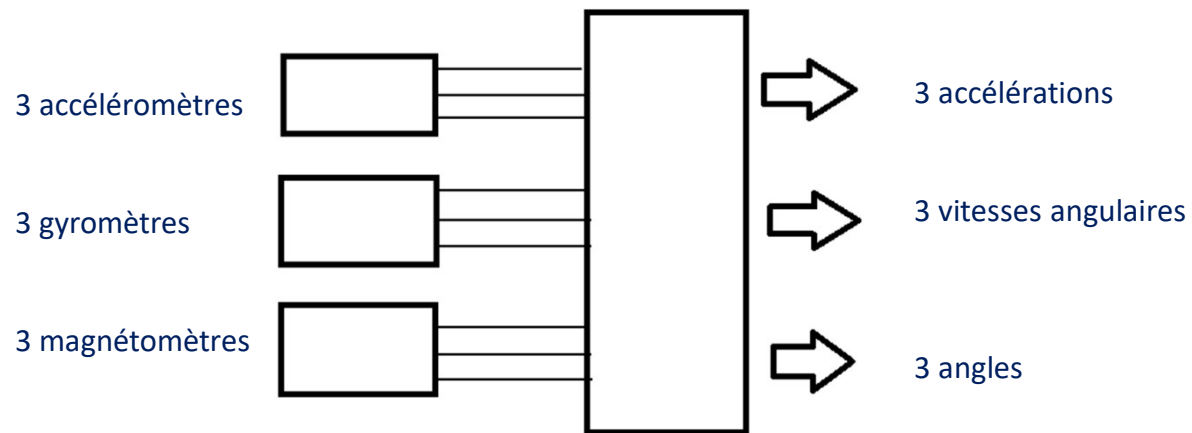 3 accéléromètres
3 accélérations
3 gyromètres
3 vitesses angulaires
3 magnétomètres
3 angles